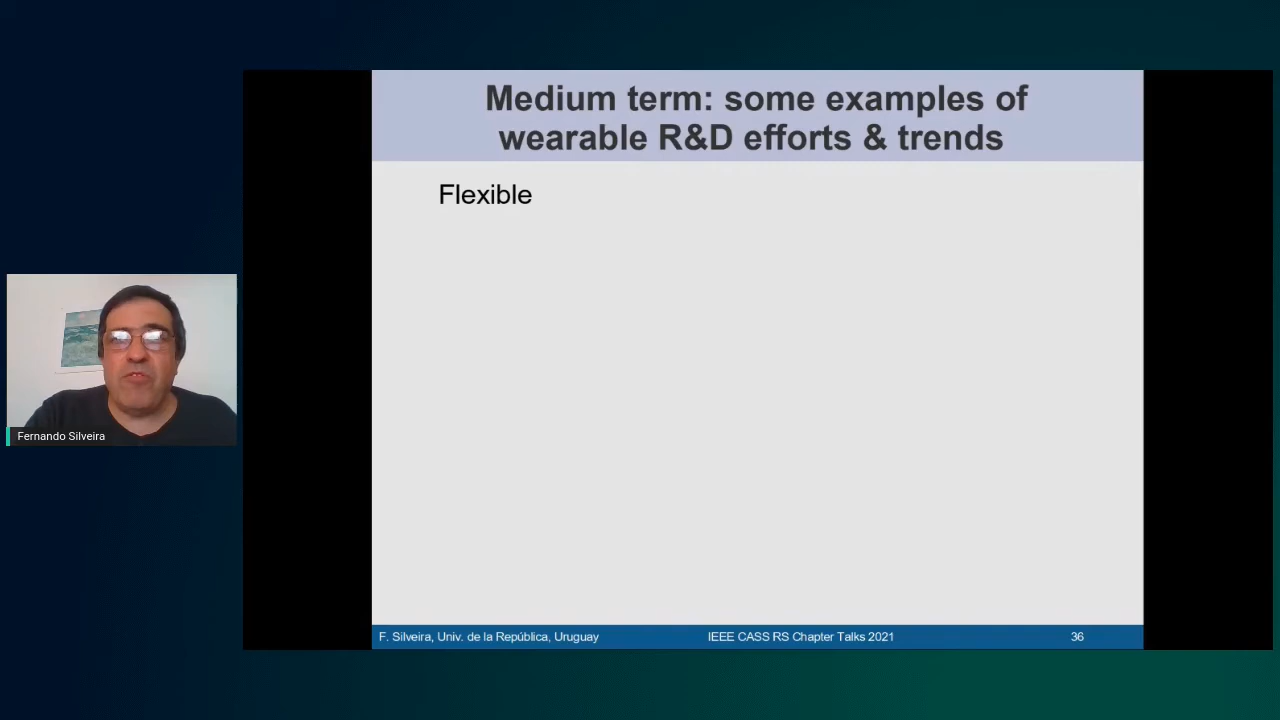 Medium term: some examples of
wearable R&D efforts & trends
Flexible
Fernando Silveira
F. Silveira, Univ. de la República, Uruguay
IEEE CASS RS Chapter Talks 2021
36